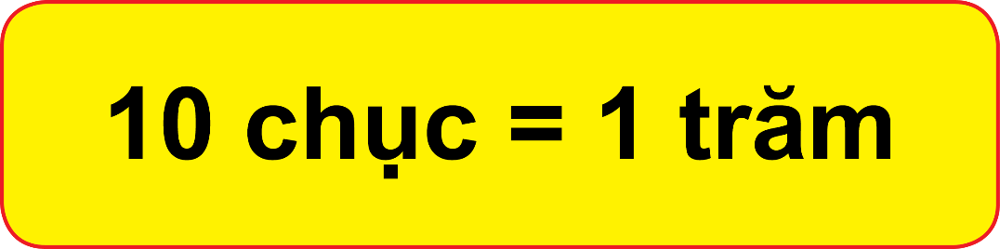 10 chục = 1 trăm